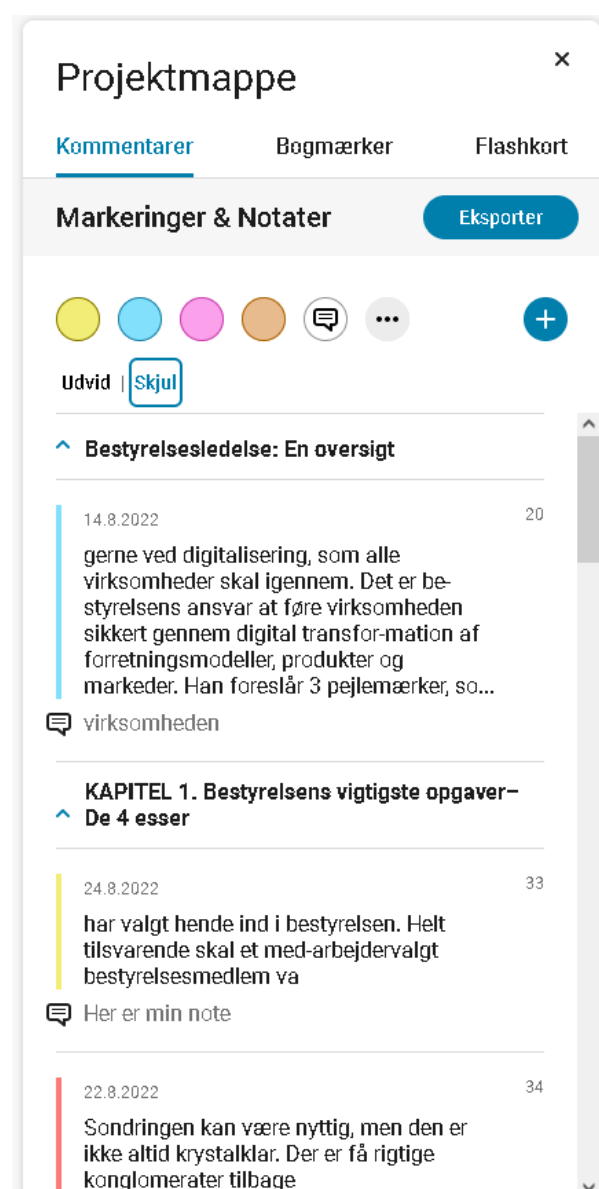 Projektmappe
Kommentarer Bogmærker Flashkort
Markeringer & Notater Eksporter
Udvid | Skjul
Bestyrelsesledelse: En oversigt
14.8.2022 20
gerne ved digitalisering, som alle
virksomheder skal igennem. Det er be-
styrelsens ansvar at føre virksomheden
sikkert gennem digital transfor-mation af
forretningsmodeller, produkter og
markeder. Han foreslår 3 pejlemærker, so...
virksomheden
KAPITEL 1. Bestyrelsens vigtigste opgaver–
De 4 esser
24.8.2022 33
har valgt hende ind i bestyrelsen. Helt
tilsvarende skal et med-arbejdervalgt
bestyrelsesmedlem va
Her er min note
22.8.2022 34
Sondringen kan være nyttig, men den er
ikke altid krystalklar. Der er få rigtige
konglomerater tilbage